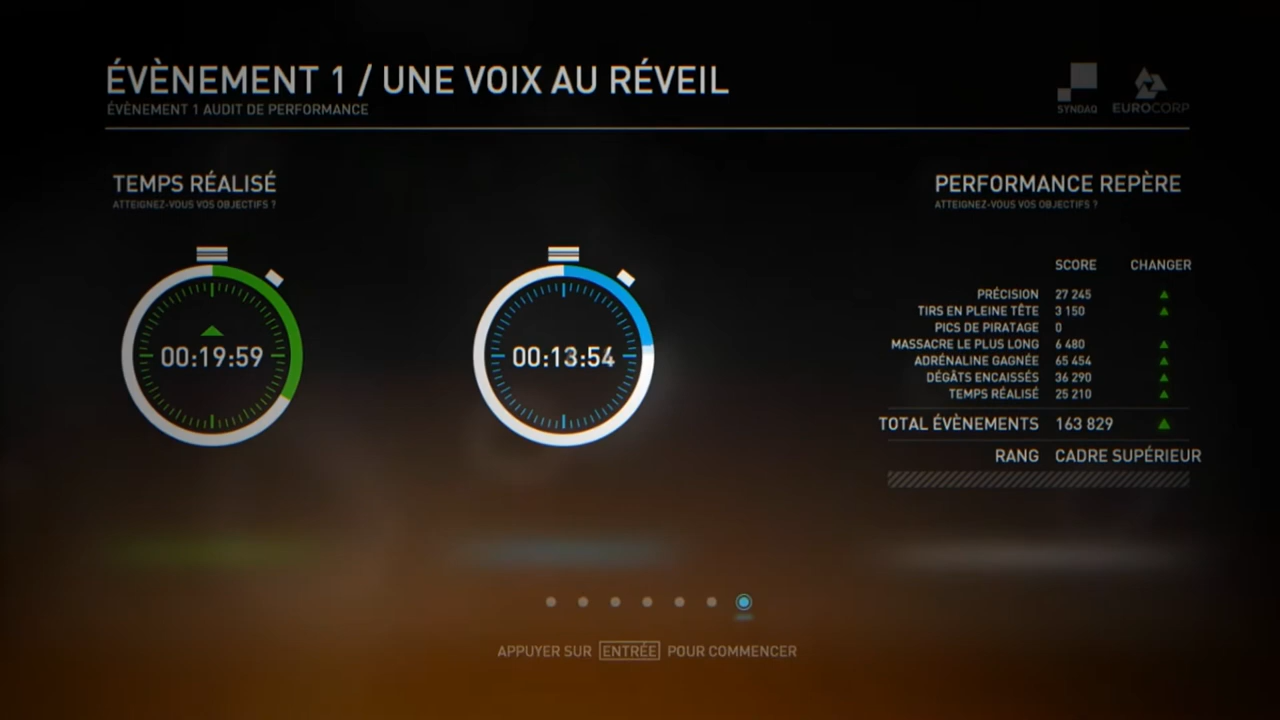 ÉVÈNEMENT 1 / UNE VOIX AU RÉVEIL
ÉVÈNEMENT 1 AUDIT DE PERFORMANCE
SYNDAQ
EUROCORP
TEMPS RÉALISÉ
ATTEIGNEZ-VOUS VOS OBJECTIFS ?
00:19:59
00:13:54
PERFORMANCE REPÈRE
ATTEIGNEZ-VOUS VOS OBJECTIFS ?
SCORE CHANGER
PRÉCISION 27 245
TIRS EN PLEINE TÊTE 3 150
PICS DE PIRATAGE 0
MASSACRE LE PLUS LONG 6 480
ADRÉNALINE GAGNÉE 65 454
DÉGÂTS ENCAISSÉS 36 290
TEMPS RÉALISÉ 25 210
TOTAL ÉVÈNEMENTS 163 829
RANG CADRE SUPÉRIEUR
APPUYER SUR ENTRÉE POUR COMMENCER